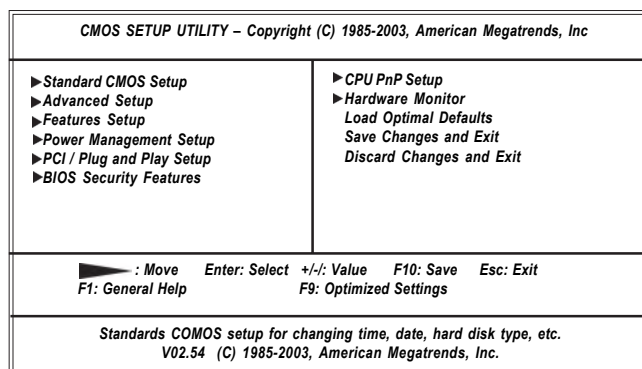 CMOS SETUP UTILITY – Copyright (C) 1985-2003, American Megatrends, Inc
▶Standard CMOS Setup
▶Advanced Setup
▶Features Setup
▶Power Management Setup
▶PCI / Plug and Play Setup
▶BIOS Security Features
▶CPU PnP Setup
▶Hardware Monitor
Load Optimal Defaults
Save Changes and Exit
Discard Changes and Exit
: Move Enter: Select +/-/: Value F10: Save Esc: Exit
F1: General Help F9: Optimized Settings
Standards COMOS setup for changing time, date, hard disk type, etc.
V02.54 (C) 1985-2003, American Megatrends, Inc.